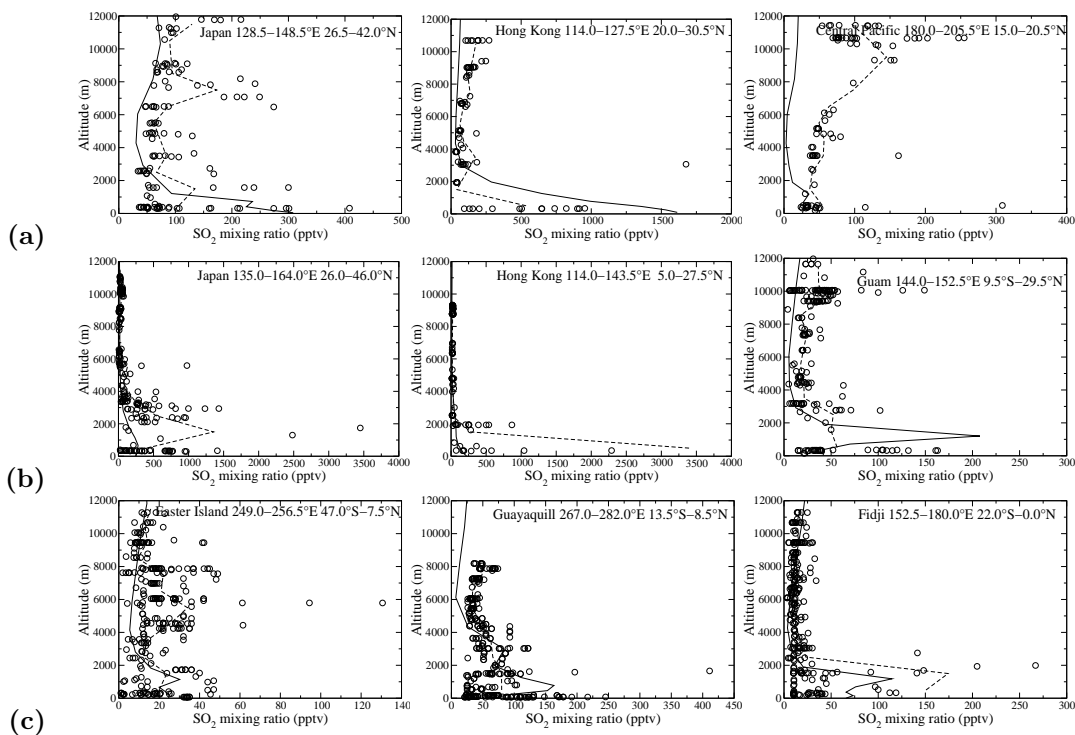 (a)
Japan 128.5–148.5°E 26.5–42.0°N
Altitude (m)
12000
10000
8000
6000
4000
2000
0
0 100 200 300 400 500
SO2 mixing ratio (pptv)
Hong Kong 114.0–127.5°E 20.0–30.5°N
Altitude (m)
12000
10000
8000
6000
4000
2000
0
0 500 1000 1500 2000
SO2 mixing ratio (pptv)
Central Pacific 180.0–205.5°E 15.0–20.5°N
Altitude (m)
12000
10000
8000
6000
4000
2000
0
0 100 200 300 400
SO2 mixing ratio (pptv)
(b)
Japan 135.0–164.0°E 26.0–46.0°N
Altitude (m)
12000
10000
8000
6000
4000
2000
0
0 500 1000 1500 2000 2500 3000 3500 4000
SO2 mixing ratio (pptv)
Hong Kong 114.0–143.5°E 5.0–27.5°N
Altitude (m)
12000
10000
8000
6000
4000
2000
0
0 500 1000 1500 2000 2500 3000 3500 4000
SO2 mixing ratio (pptv)
Guam 144.0–152.5°E 9.5°S–29.5°N
Altitude (m)
12000
10000
8000
6000
4000
2000
0
0 50 100 150 200 250 300
SO2 mixing ratio (pptv)
(c)
Easter Island 249.0–256.5°E 47.0°S–7.5°N
Altitude (m)
12000
10000
8000
6000
4000
2000
0
0 20 40 60 80 100 120 140
SO2 mixing ratio (pptv)
Guayaquill 267.0–282.0°E 13.5°S–8.5°N
Altitude (m)
12000
10000
8000
6000
4000
2000
0
0 50 100 150 200 250 300 350 400 450
SO2 mixing ratio (pptv)
Fidji 152.5–180.0°E 22.0°S–0.0°N
Altitude (m)
12000
10000
8000
6000
4000
2000
0
0 50 100 150 200 250 300
SO2 mixing ratio (pptv)